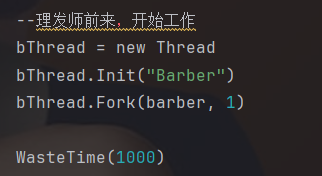 --理发师前来，开始工作
bThread = new Thread
bThread.Init("Barber")
bThread.Fork(barber, 1)
WasteTime(1000)